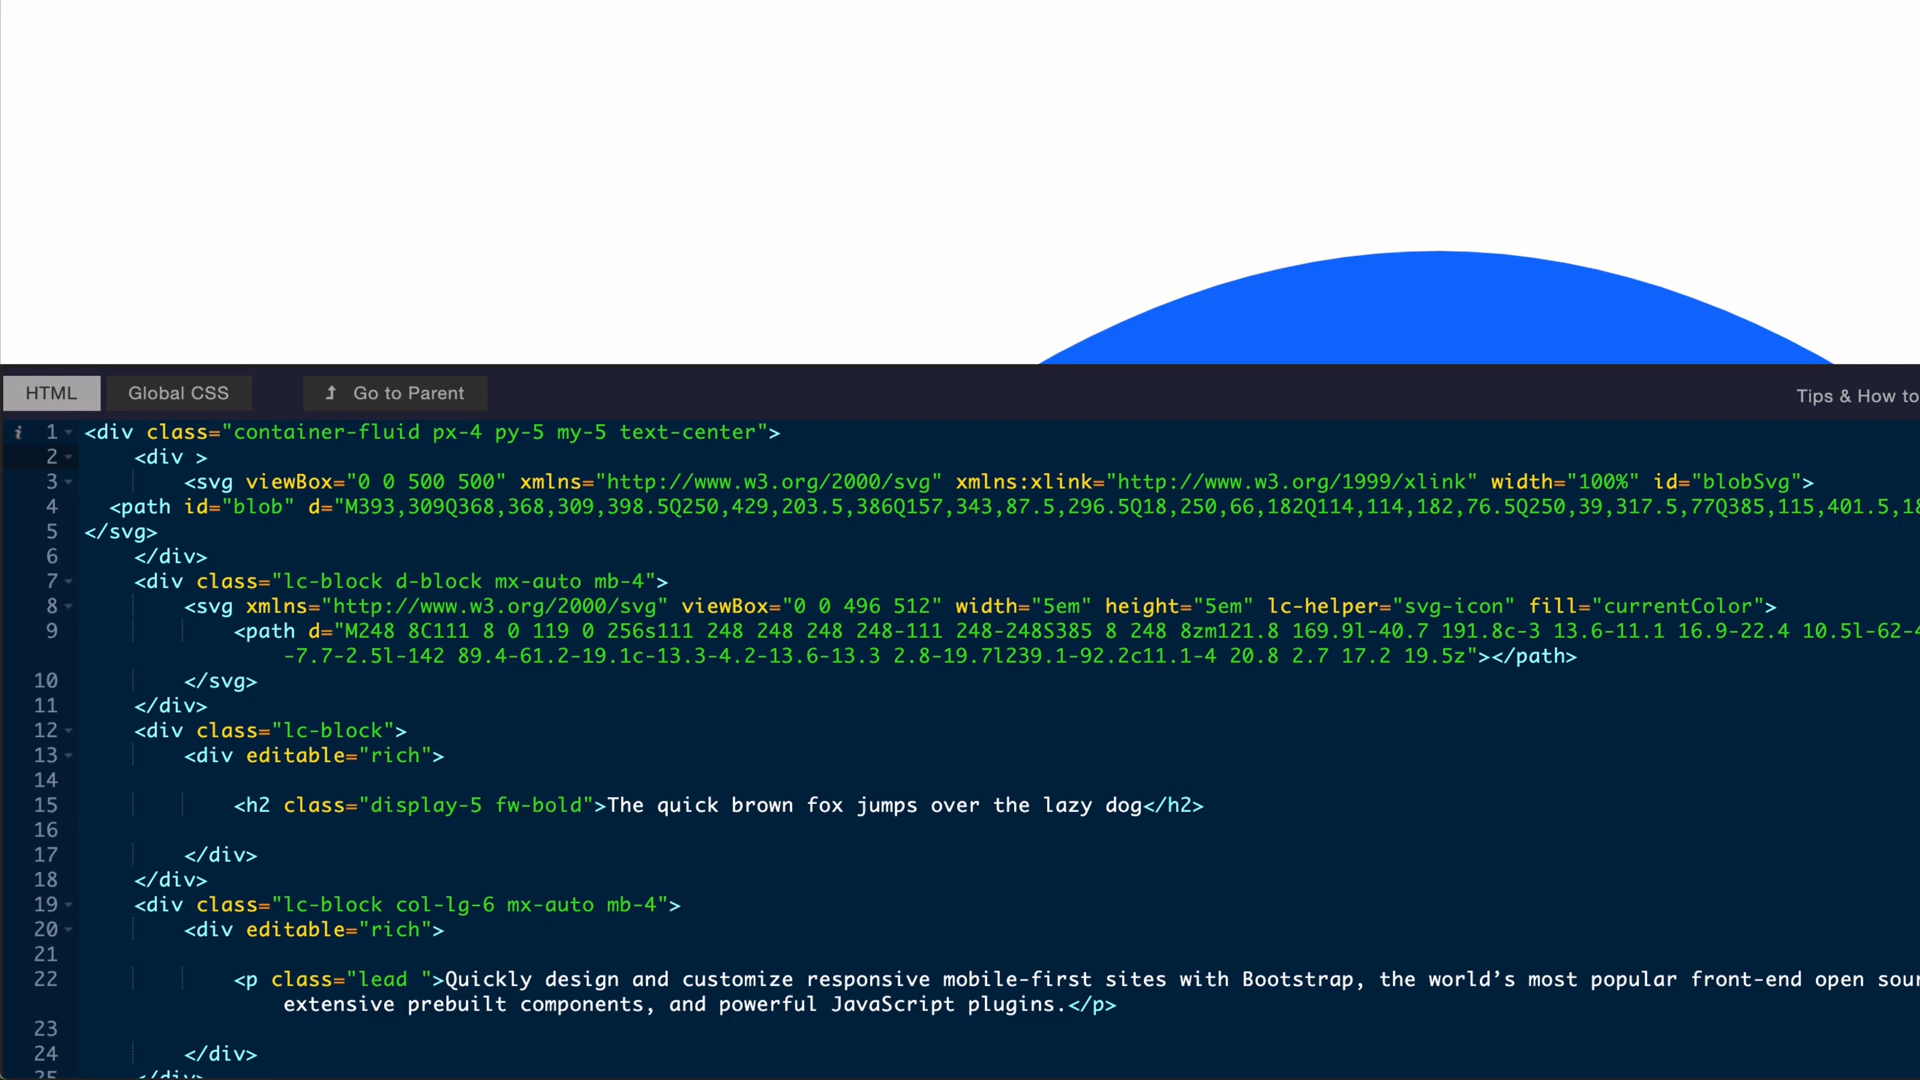 HTML Global CSS Go to Parent Tips & How to
1 <div class="container-fluid px-4 py-5 my-5 text-center">
2 <div >
3 <svg viewBox="0 0 500 500" xmlns="http://www.w3.org/2000/svg" xmlns:xlink="http://www.w3.org/1999/xlink" width="100%" id="blobSvg">
4 <path id="blob" d="M393,309Q368,368,309,398.5Q250,429,203.5,386Q157,343,87.5,296.5Q18,250,66,182Q114,114,182,76.5Q250,39,317.5,77Q385,115,401.5,18
5 </svg>
6 </div>
7 <div class="lc-block d-block mx-auto mb-4">
8 <svg xmlns="http://www.w3.org/2000/svg" viewBox="0 0 496 512" width="5em" height="5em" lc-helper="svg-icon" fill="currentColor">
9 <path d="M248 8C111 8 0 119 0 256s111 248 248 248 248-111 248-248S385 8 248 8zm121.8 169.9l-40.7 191.8c-3 13.6-11.1 16.9-22.4 10.5l-62-4
-7.7-2.5l-142 89.4-61.2-19.1c-13.3-4.2-13.6-13.3 2.8-19.7l239.1-92.2c11.1-4 20.8 2.7 17.2 19.5z"></path>
10 </svg>
11 </div>
12 <div class="lc-block">
13 <div editable="rich">
14
15 <h2 class="display-5 fw-bold">The quick brown fox jumps over the lazy dog</h2>
16
17 </div>
18 </div>
19 <div class="lc-block col-lg-6 mx-auto mb-4">
20 <div editable="rich">
21
22 <p class="lead ">Quickly design and customize responsive mobile-first sites with Bootstrap, the world’s most popular front-end open sour
extensive prebuilt components, and powerful JavaScript plugins.</p>
23
24 </div>
25 </div>